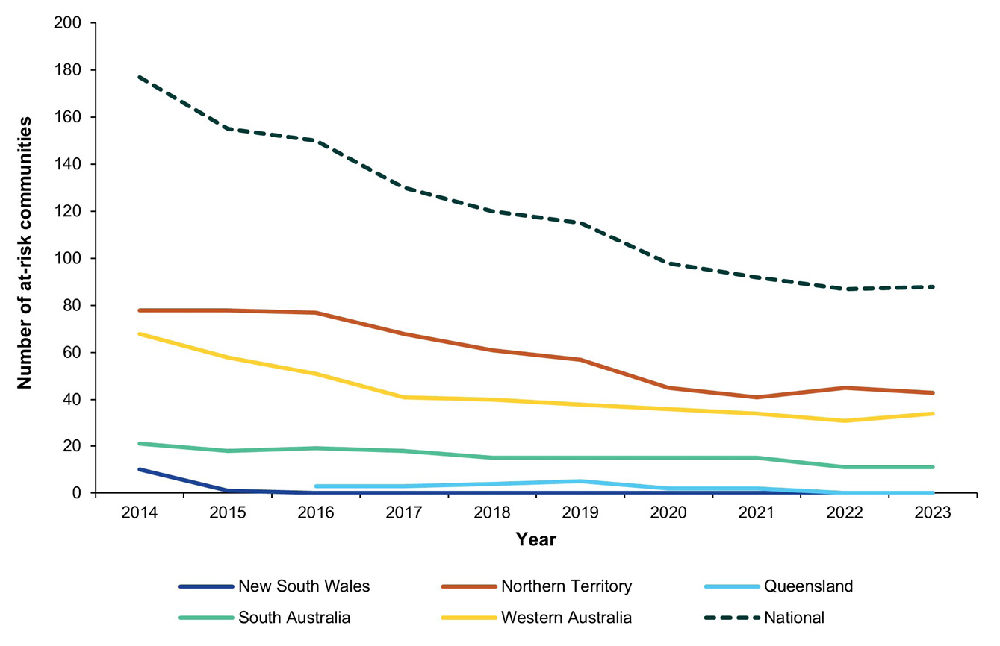 200
180
160
140
120
100
80
60
40
20
0
Number of at-risk communities
2014 2015 2016 2017 2018 2019 2020 2021 2022 2023
Year
New South Wales Northern Territory Queensland
South Australia Western Australia National